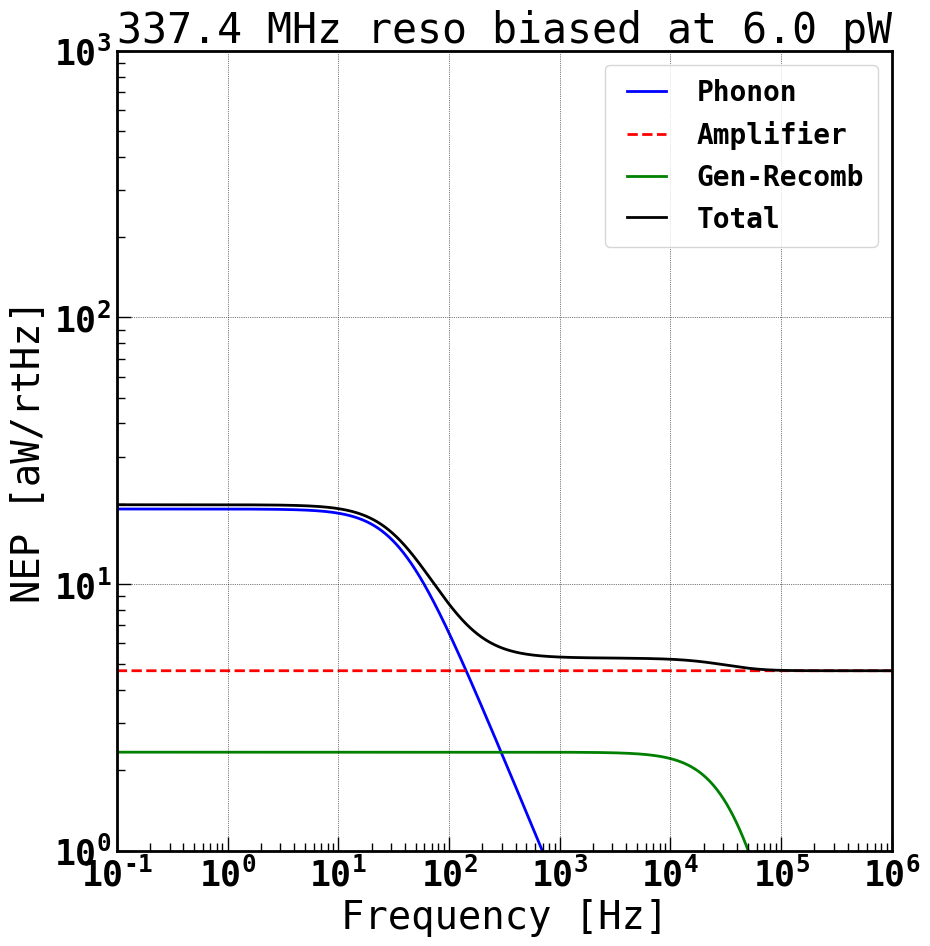 337.4 MHz reso biased at 6.0 pW
Phonon
Amplifier
Gen-Recomb
Total
NEP [aW/rtHz]
10³
10²
10¹
10⁰
10⁻¹ 10⁰ 10¹ 10² 10³ 10⁴ 10⁵ 10⁶
Frequency [Hz]